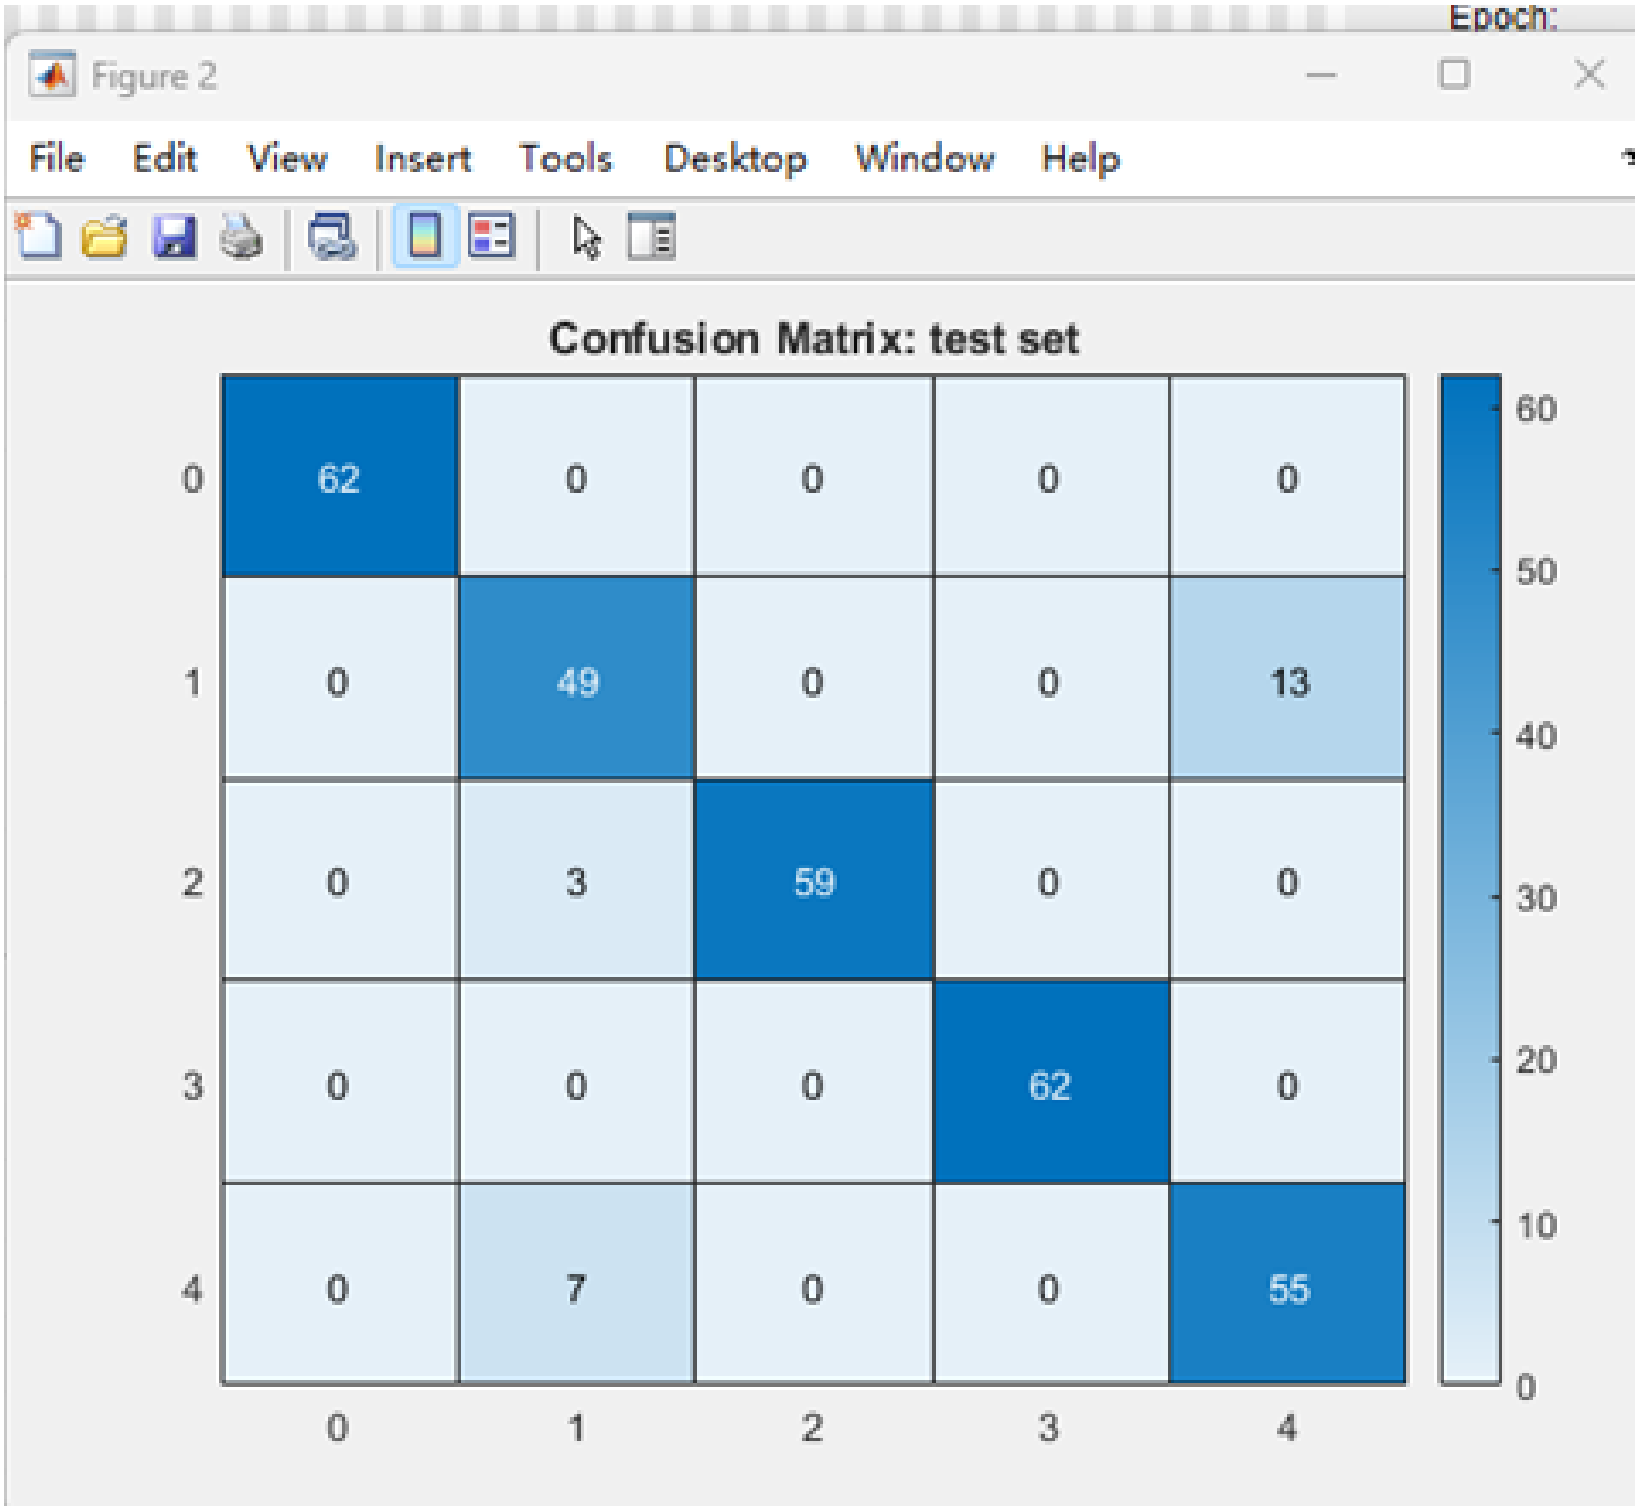 Epoch:
Figure 2
File Edit View Insert Tools Desktop Window Help
Confusion Matrix: test set
0 62 0 0 0 0
1 0 49 0 0 13
2 0 3 59 0 0
3 0 0 0 62 0
4 0 7 0 0 55
0 1 2 3 4
60
50
40
30
20
10
0